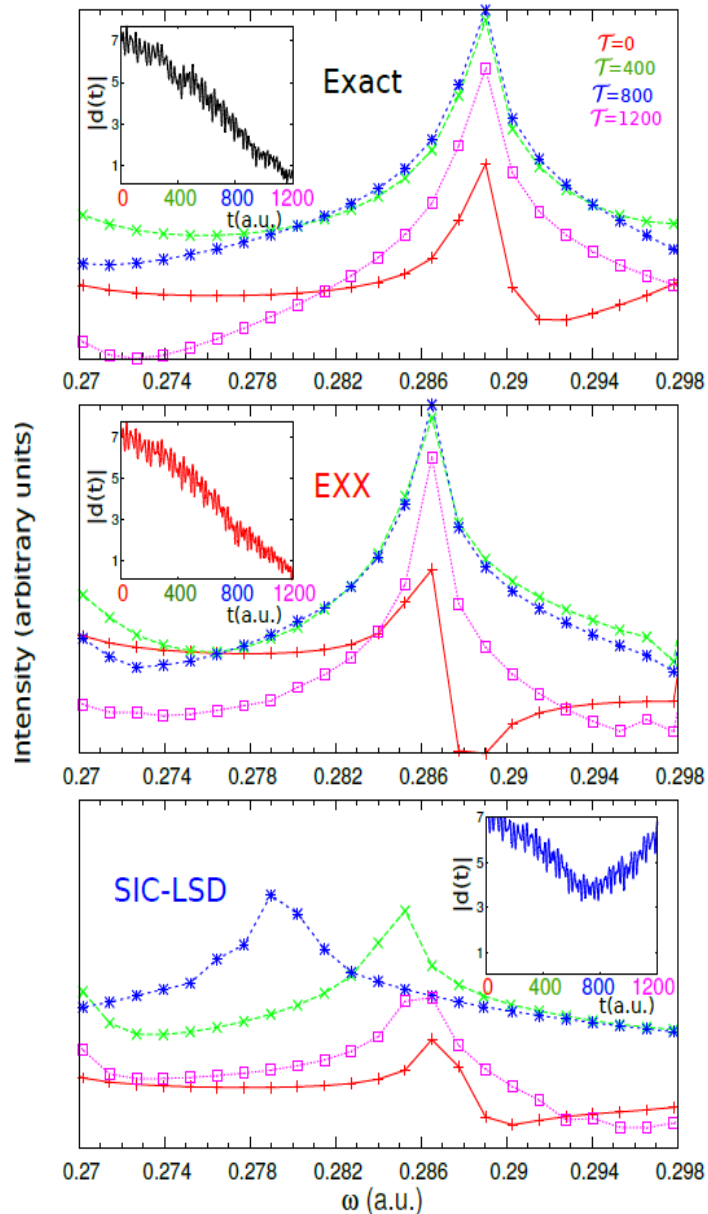 Exact
𝒯=0
𝒯=400
𝒯=800
𝒯=1200
|d(t)|
7
5
3
1
0 400 800 1200
t(a.u.)
0.27 0.274 0.278 0.282 0.286 0.29 0.294 0.298
EXX
|d(t)|
7
5
3
1
0 400 800 1200
t(a.u.)
0.27 0.274 0.278 0.282 0.286 0.29 0.294 0.298
Intensity (arbitrary units)
SIC-LSD
|d(t)|
7
5
3
1
0 400 800 1200
t(a.u.)
0.27 0.274 0.278 0.282 0.286 0.29 0.294 0.298
ω (a.u.)